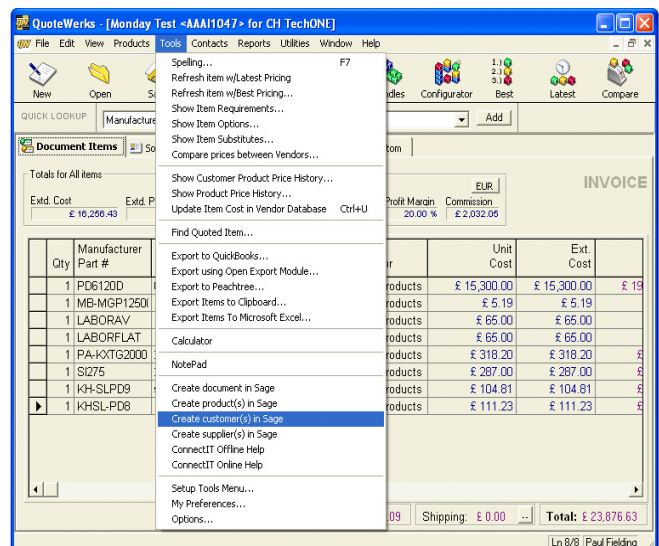 QuoteWerks - [Monday Test <AAAI1047> for CH TechONE]
File Edit View Products Tools Contacts Reports Utilities Window Help
New Open Configurator Best Latest Compare
1.) 2.) 3.)
QUICK LOOKUP Manufacture Add
Document Items So tom
Totals for All items
INVOICE
EUR
Extd. Cost Extd. P Profit Margin Commission
£ 16,256.43 20.00 % £ 2,032.05
Spelling... F7
Refresh item w/Latest Pricing
Refresh item w/Best Pricing...
Show Item Requirements...
Show Item Options...
Show Item Substitutes...
Compare prices between Vendors...
Show Customer Product Price History...
Show Product Price History...
Update Item Cost in Vendor Database Ctrl+U
Find Quoted Item...
Export to QuickBooks...
Export using Open Export Module...
Export to Peachtree...
Export Items to Clipboard...
Export Items To Microsoft Excel...
Calculator
NotePad
Create document in Sage
Create product(s) in Sage
Create customer(s) in Sage
Create supplier(s) in Sage
ConnectIT Offline Help
ConnectIT Online Help
Setup Tools Menu...
My Preferences...
Options...
Qty Manufacturer Part # Unit Cost Ext. Cost
1 PD6120D roducts £ 15,300.00 £ 15,300.00 £ 19
1 MB-MGP1250( roducts £ 5.19 £ 5.19
1 LABORAV roducts £ 65.00 £ 65.00
1 LABORFLAT roducts £ 65.00 £ 65.00
1 PA-KXTG2000 roducts £ 318.20 £ 318.20 £
1 SI275 roducts £ 287.00 £ 287.00 £
1 KH-SLPD9 roducts £ 104.81 £ 104.81 £
1 KHSL-PD8 roducts £ 111.23 £ 111.23 £
.09 Shipping: £ 0.00 .. Total: £ 23,876.63
Ln 8/8 Paul Fielding